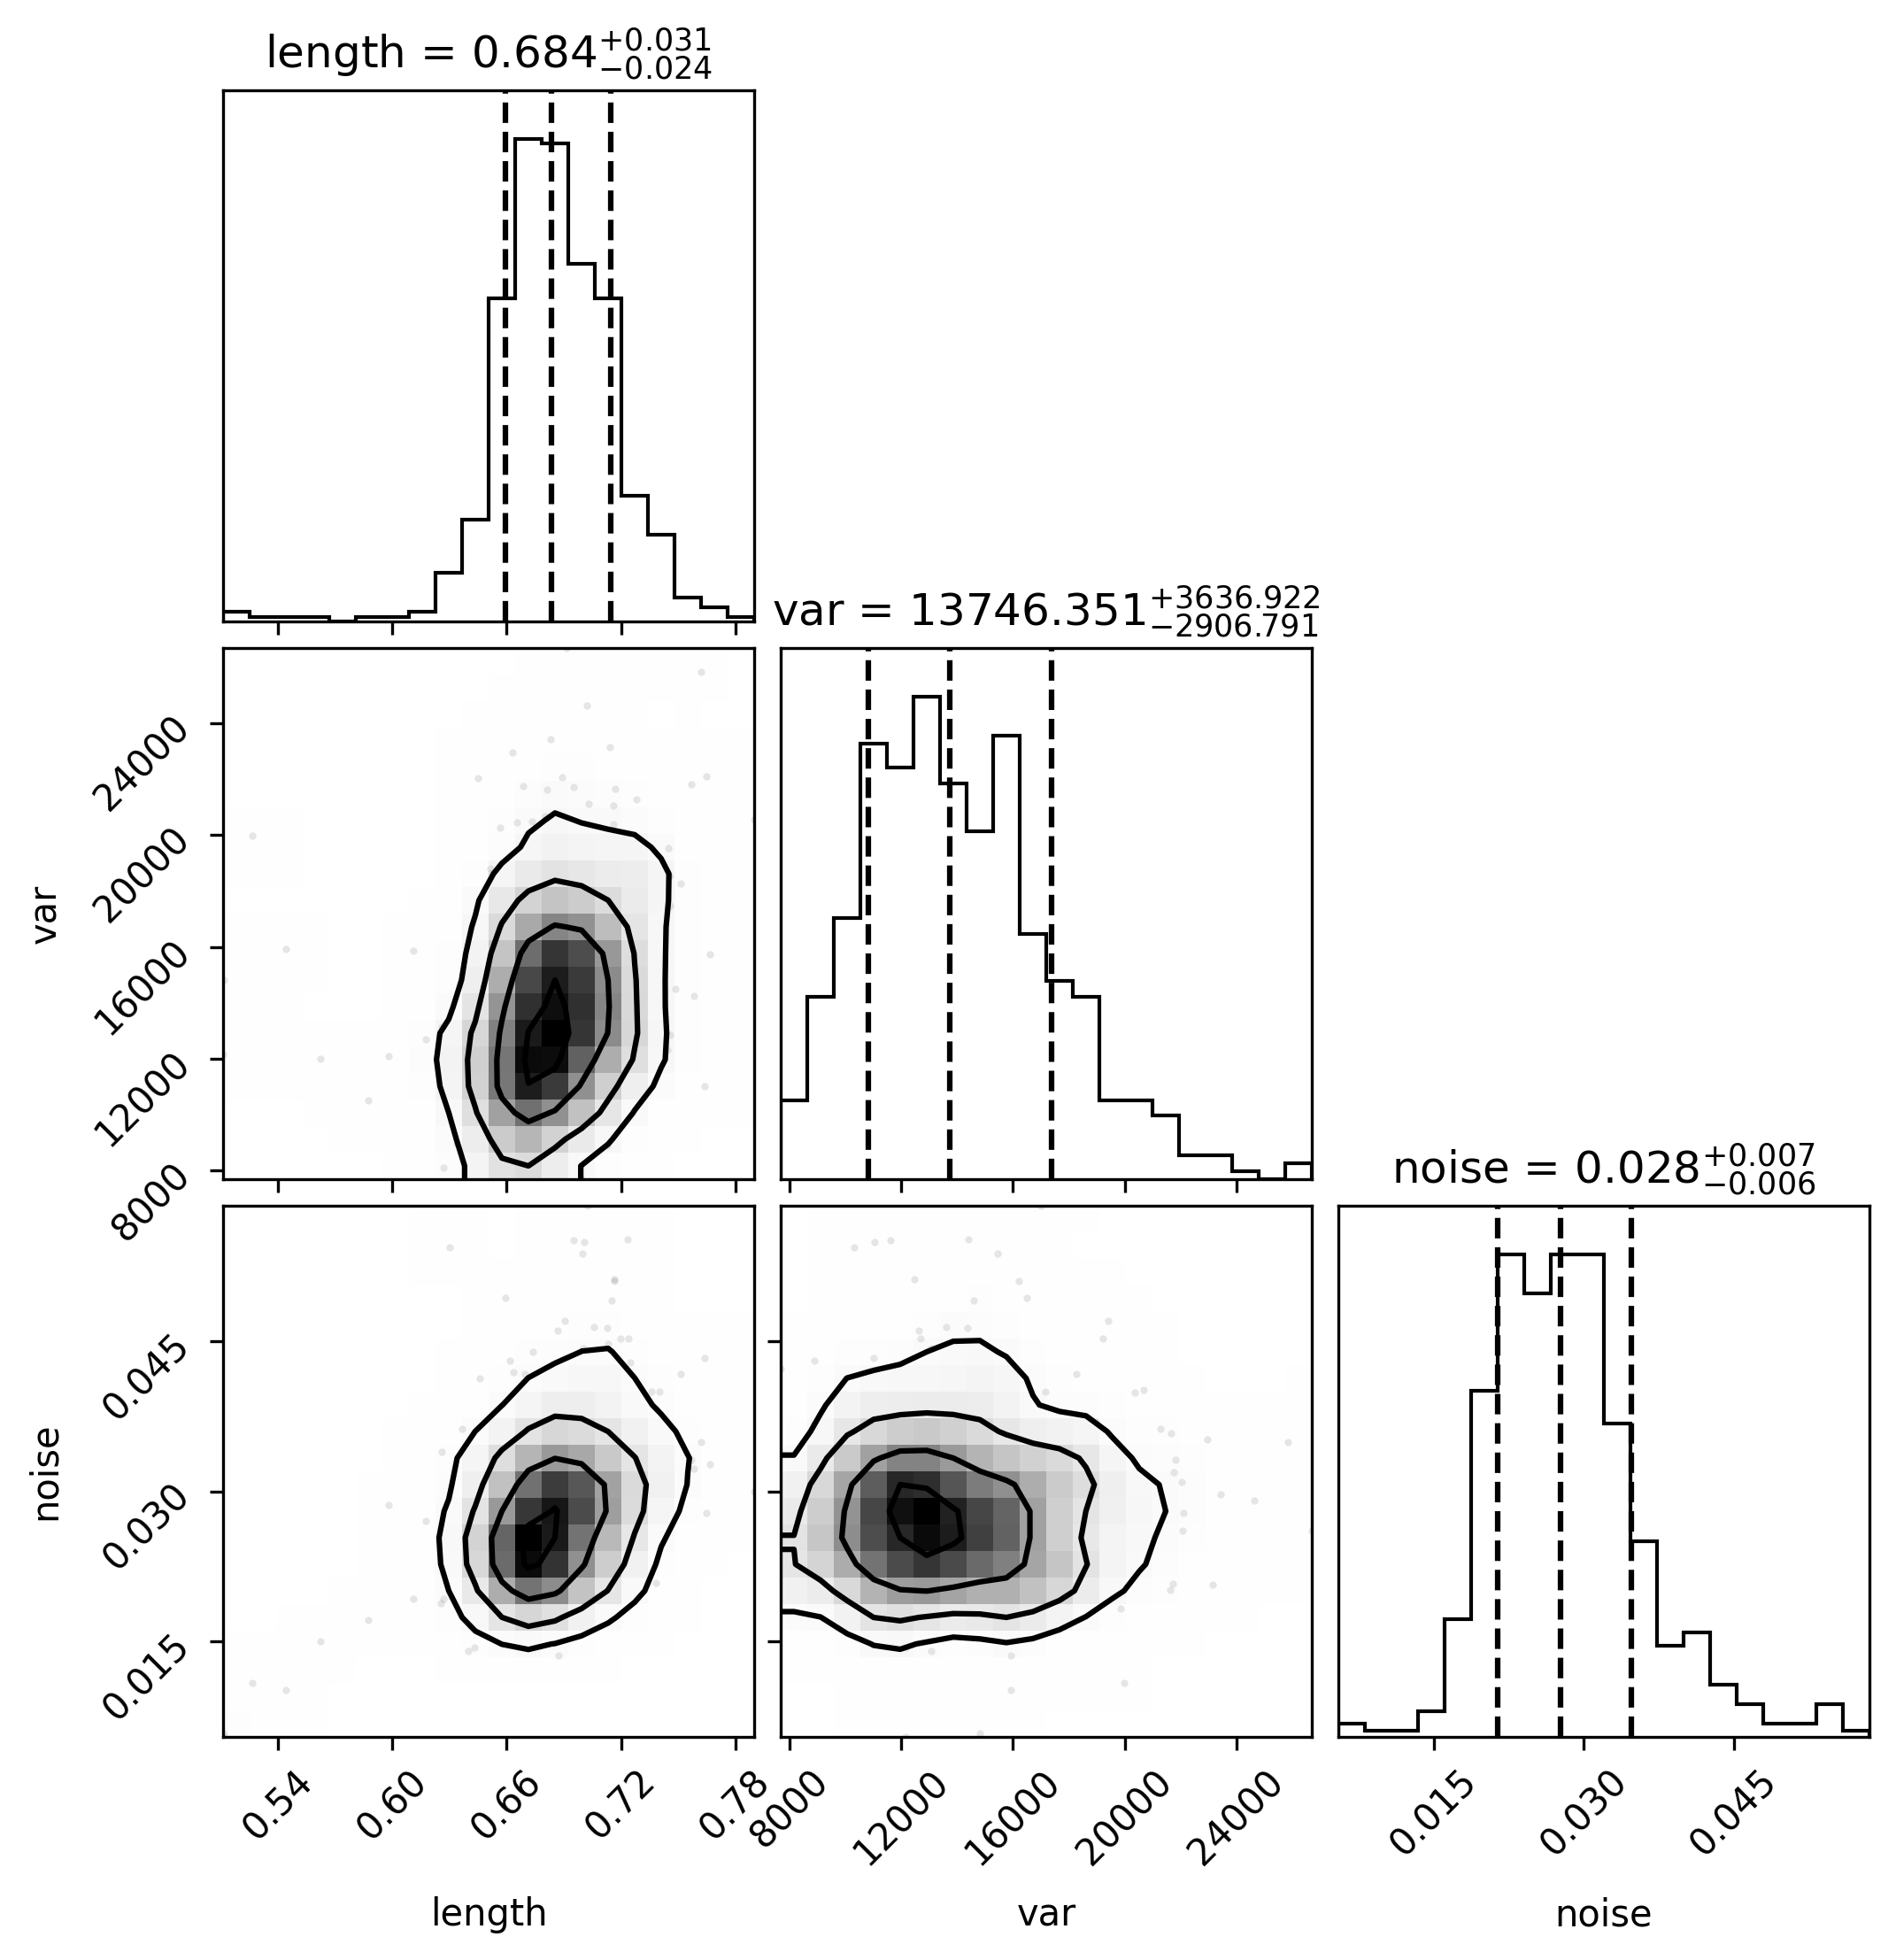 length = 0.684 +0.031 −0.024
var = 13746.351 +3636.922 −2906.791
24000
20000
16000
12000
8000
var
noise = 0.028 +0.007 −0.006
0.045
0.030
0.015
noise
0.54 0.60 0.66 0.72 0.78 8000 12000 16000 20000 24000 0.015 0.030 0.045
length var noise